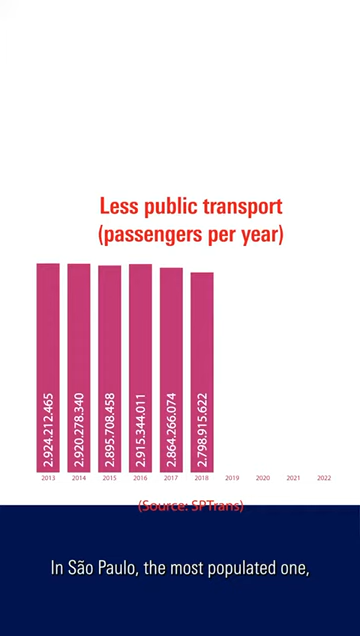 Less public transport
(passengers per year)
2.924.212.465
2.920.278.340
2.895.708.458
2.915.344.011
2.864.266.074
2.798.915.622
2013 2014 2015 2016 2017 2018 2019 2020 2021 2022
(Source: SPTrans)
In São Paulo, the most populated one,